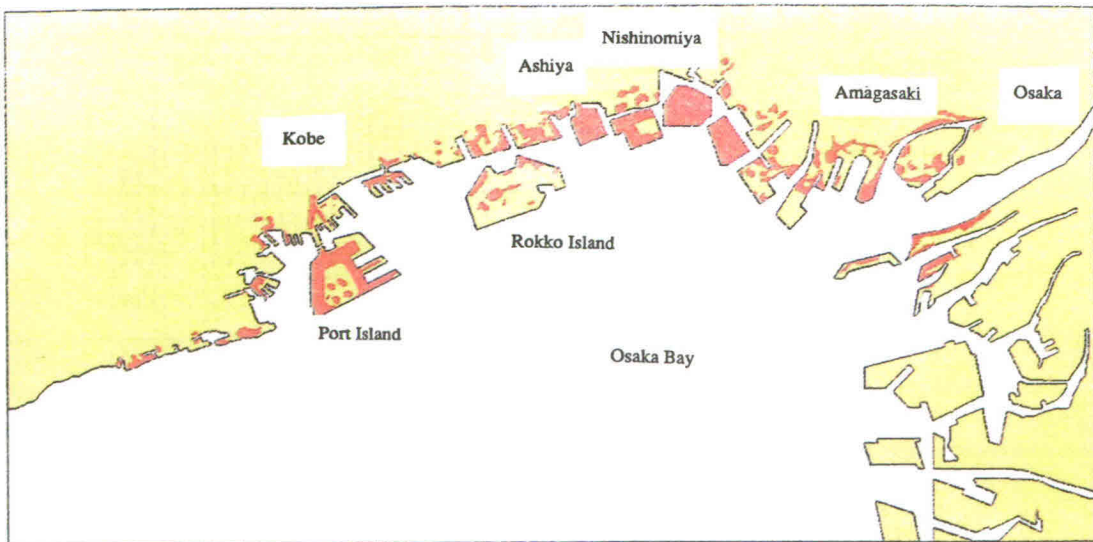 Nishinomiya
Ashiya
Amagasaki
Osaka
Kobe
Rokko Island
Port Island
Osaka Bay